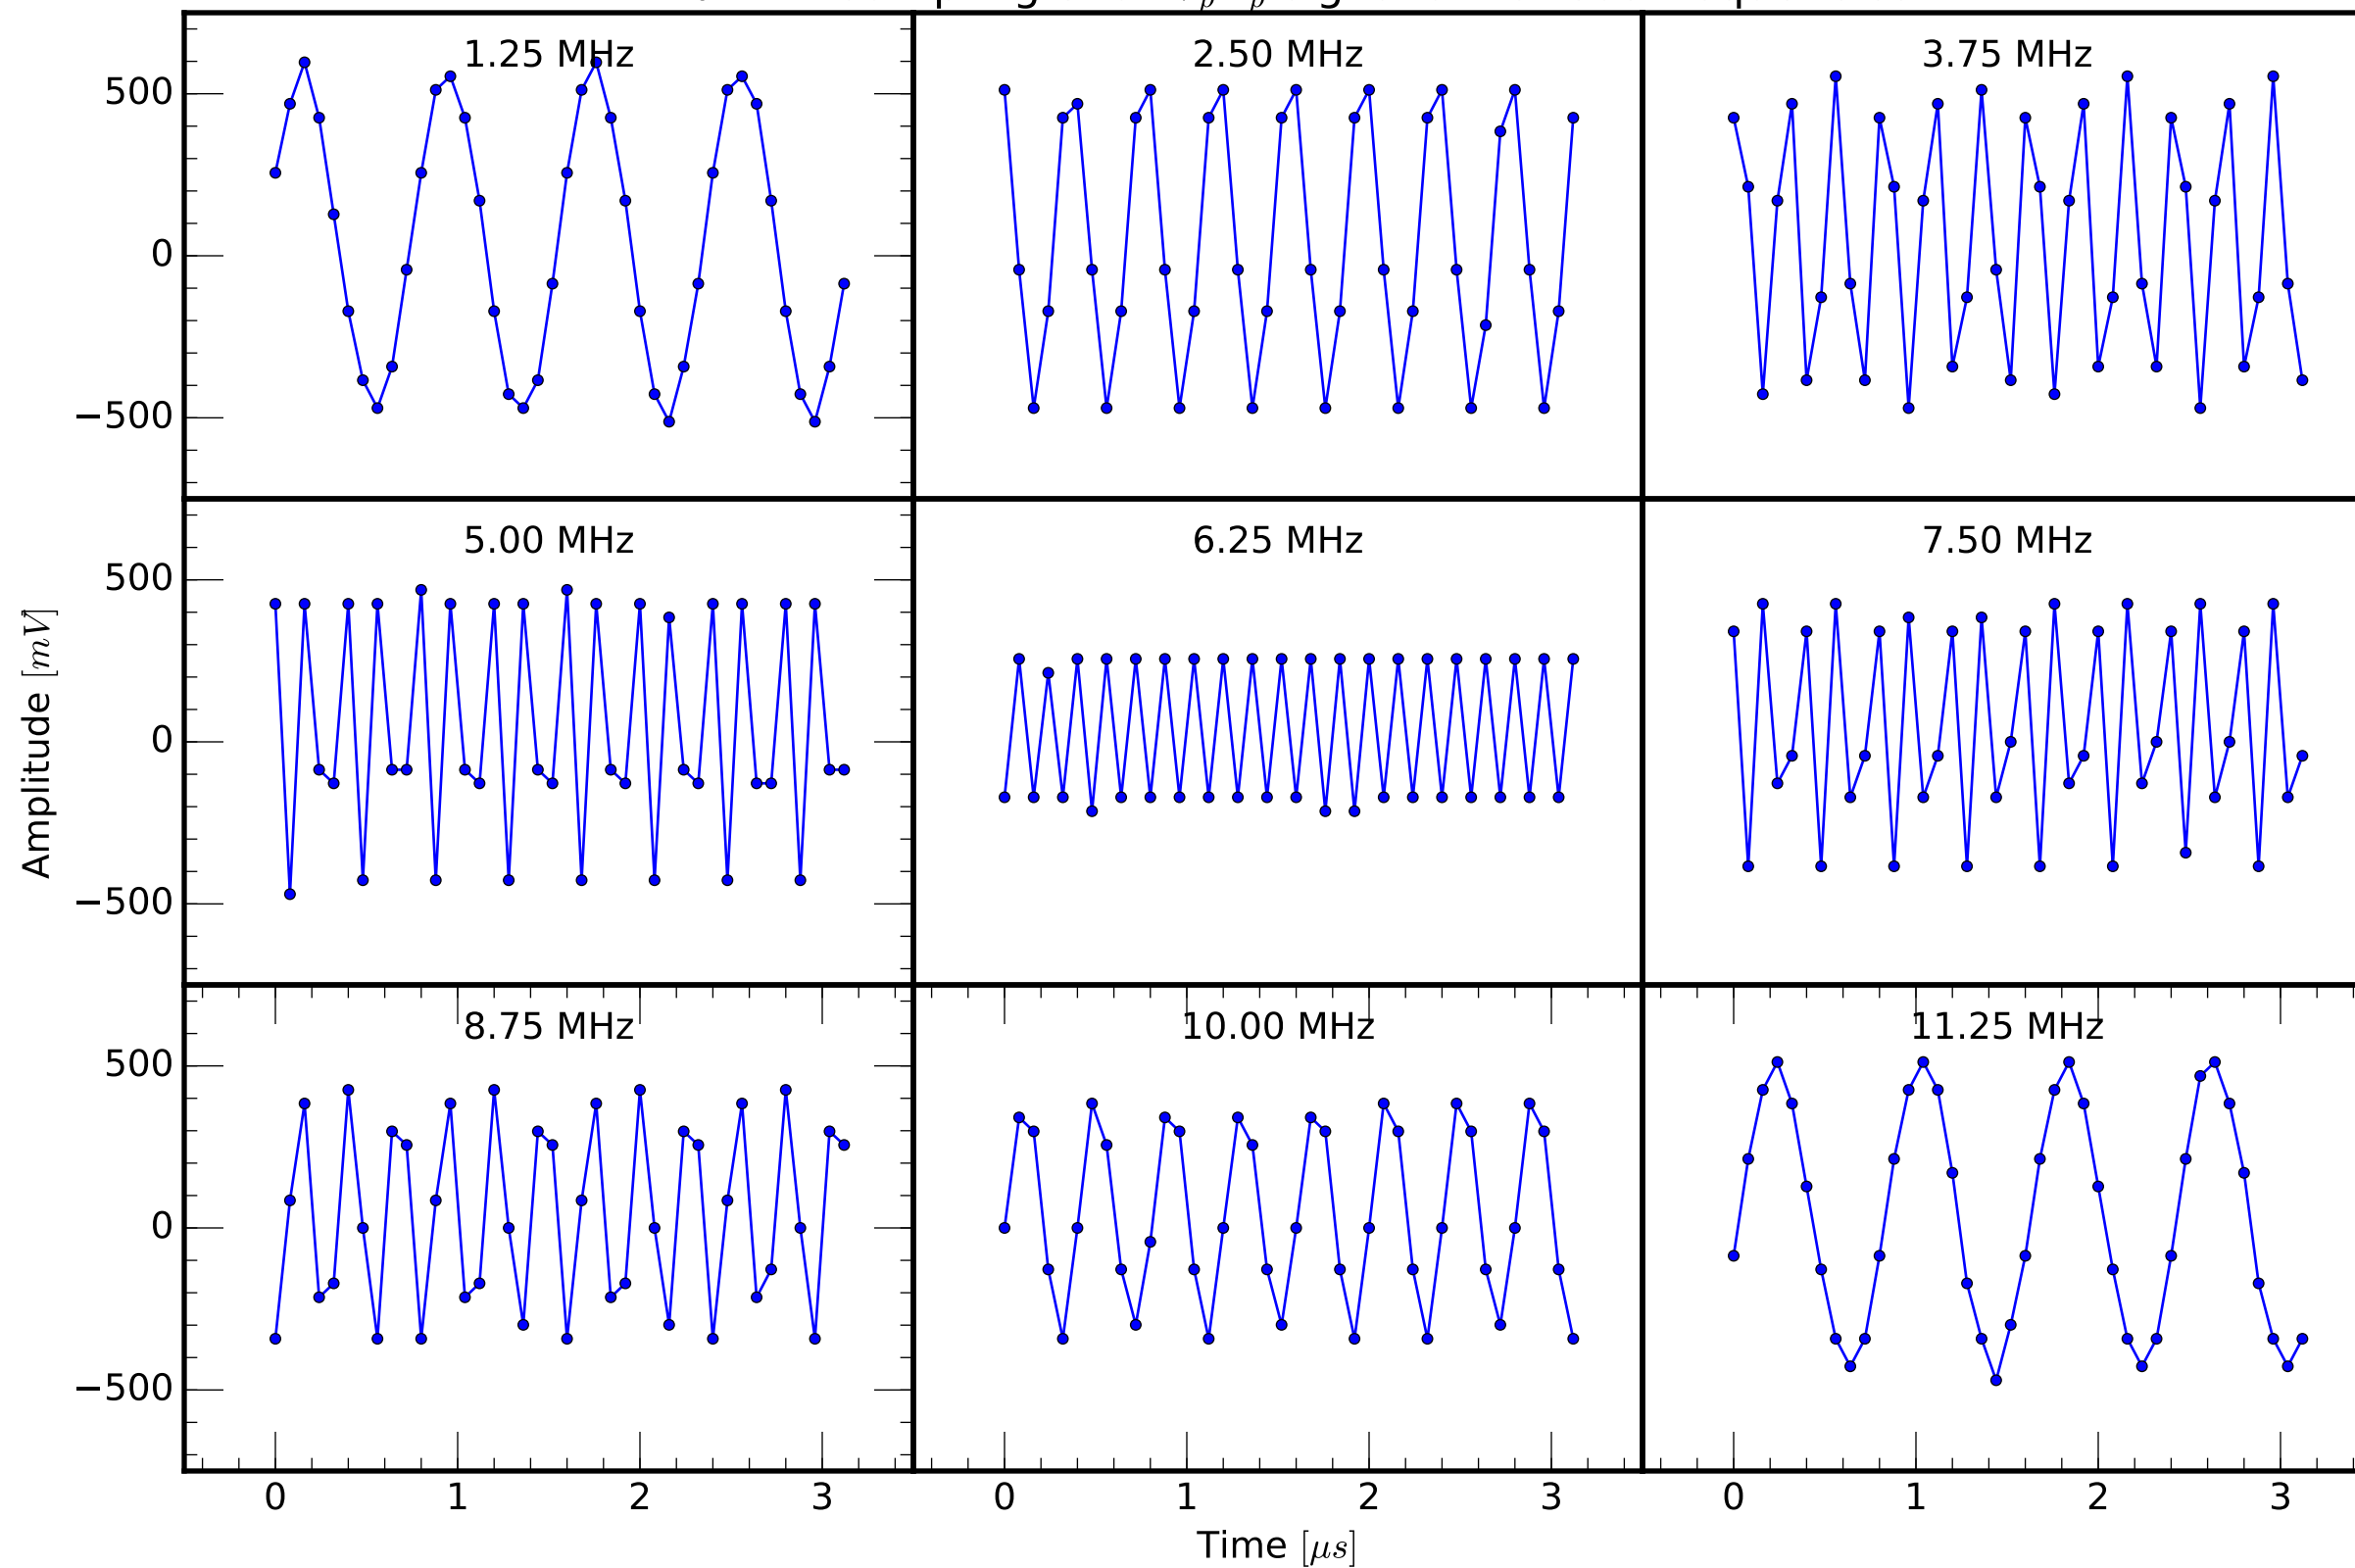 1.25 MHz 2.50 MHz 3.75 MHz
500
0
−500
5.00 MHz 6.25 MHz 7.50 MHz
500
0
−500
8.75 MHz 10.00 MHz 11.25 MHz
500
0
−500
0 1 2 3 0 1 2 3 0 1 2 3
Amplitude [mV]
Time [μs]